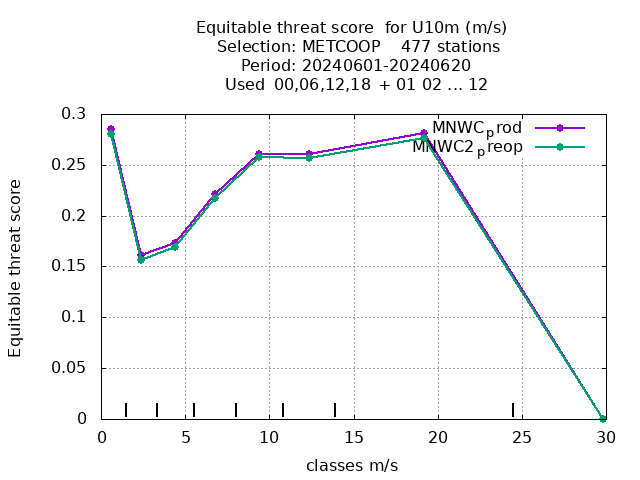 Equitable threat score  for U10m (m/s)
Selection: METCOOP    477 stations
Period: 20240601-20240620
Used  00,06,12,18 + 01 02 ... 12
MNWCprod
MNWC2preop
Equitable threat score
0.3
0.25
0.2
0.15
0.1
0.05
0
0 5 10 15 20 25 30
classes m/s